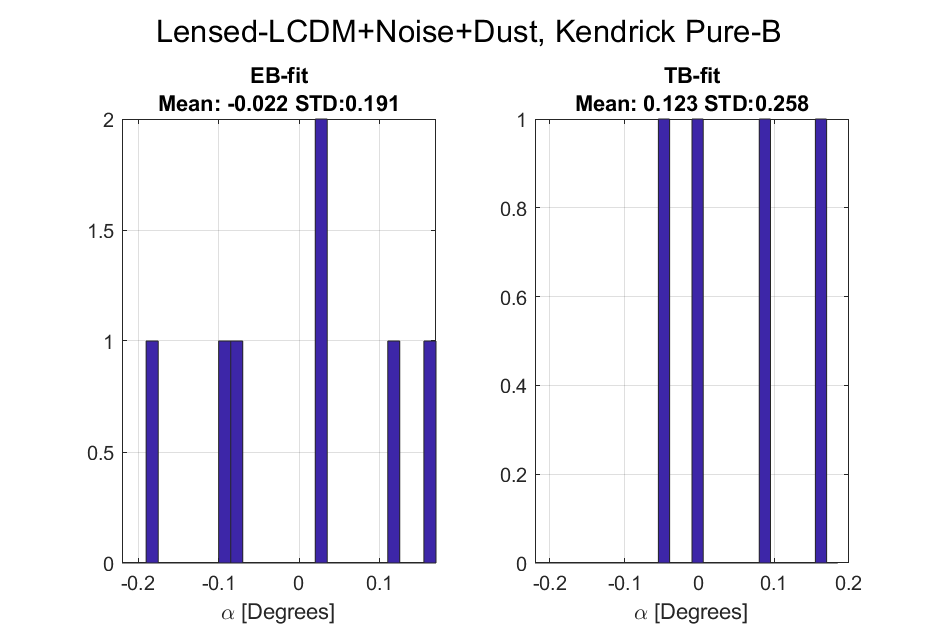 Lensed-LCDM+Noise+Dust, Kendrick Pure-B
EB-fit
Mean: -0.022 STD:0.191
2
1.5
1
0.5
0
-0.2 -0.1 0 0.1
α [Degrees]
TB-fit
Mean: 0.123 STD:0.258
1
0.8
0.6
0.4
0.2
0
-0.2 -0.1 0 0.1 0.2
α [Degrees]